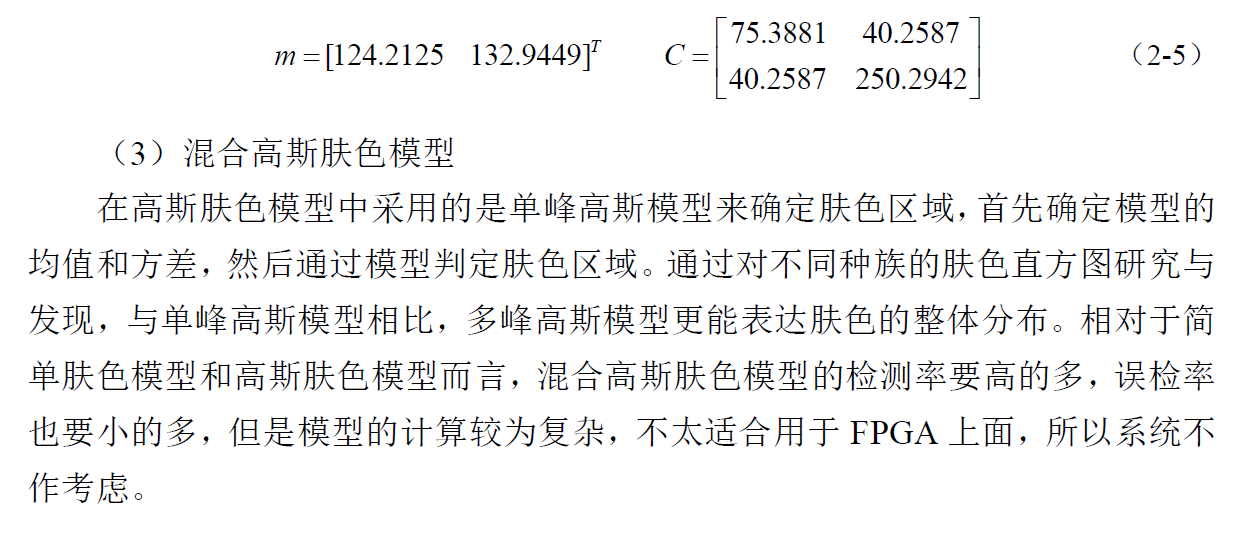 m=[124.2125 132.9449]^T C=[75.3881 40.2587; 40.2587 250.2942] （2-5）
（3）混合高斯肤色模型
在高斯肤色模型中采用的是单峰高斯模型来确定肤色区域，首先确定模型的
均值和方差，然后通过模型判定肤色区域。通过对不同种族的肤色直方图研究与
发现，与单峰高斯模型相比，多峰高斯模型更能表达肤色的整体分布。相对于简
单肤色模型和高斯肤色模型而言，混合高斯肤色模型的检测率要高的多，误检率
也要小的多，但是模型的计算较为复杂，不太适合用于 FPGA 上面，所以系统不
作考虑。